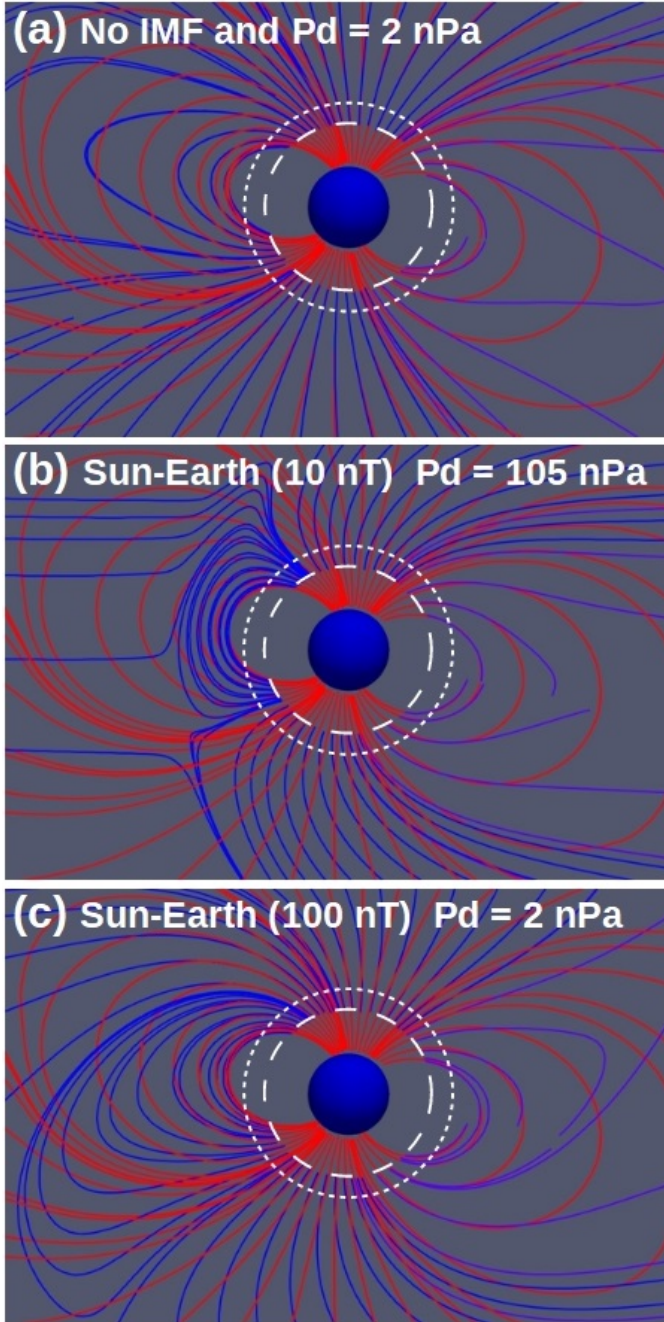 (a) No IMF and Pd = 2 nPa
(b) Sun-Earth (10 nT) Pd = 105 nPa
(c) Sun-Earth (100 nT) Pd = 2 nPa